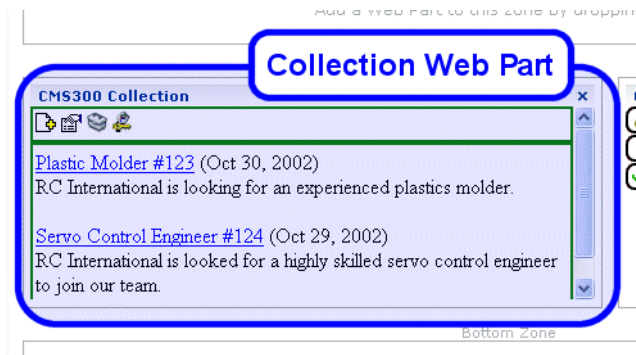 Add a Web Part to this Zone by droppin
Collection Web Part
CMS300 Collection
Plastic Molder #123 (Oct 30, 2002)
RC International is looking for an experienced plastics molder.
Servo Control Engineer #124 (Oct 29, 2002)
RC International is looked for a highly skilled servo control engineer
to join our team.
Bottom Zone